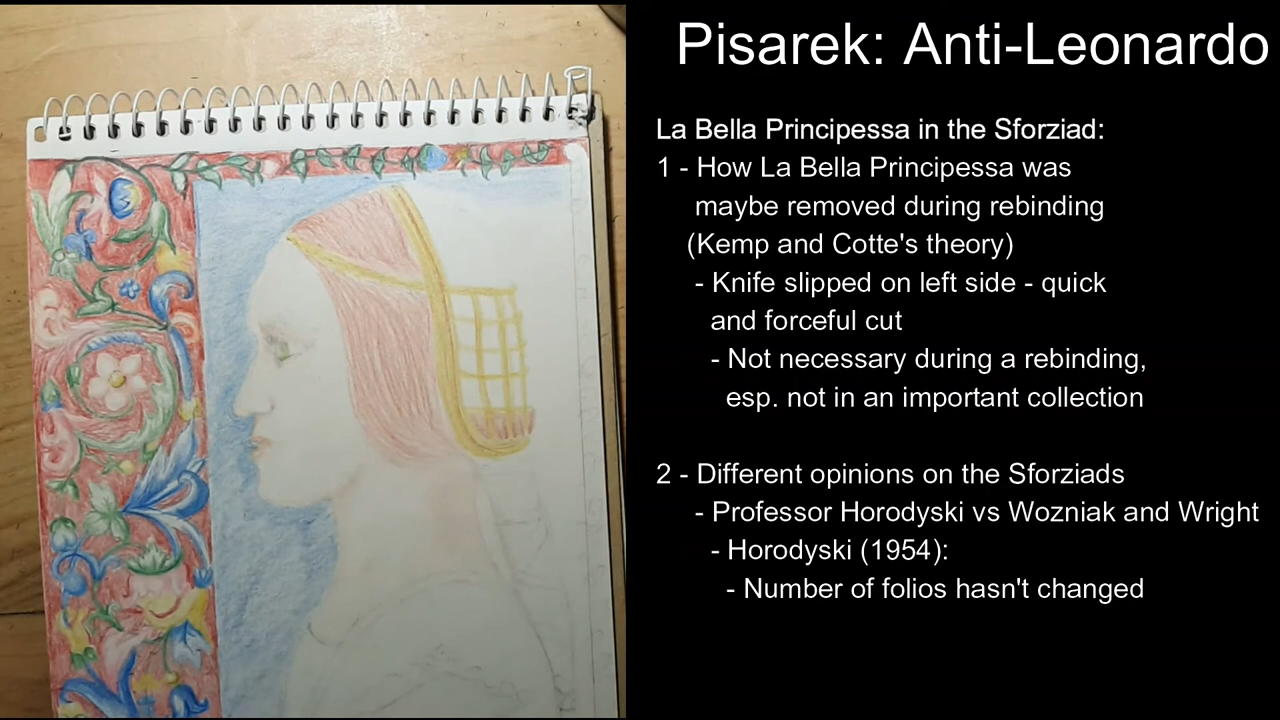 Pisarek: Anti-Leonardo
La Bella Principessa in the Sforziad:
1 - How La Bella Principessa was
maybe removed during rebinding
(Kemp and Cotte's theory)
- Knife slipped on left side - quick
and forceful cut
- Not necessary during a rebinding,
esp. not in an important collection
2 - Different opinions on the Sforziads
- Professor Horodyski vs Wozniak and Wright
- Horodyski (1954):
- Number of folios hasn't changed